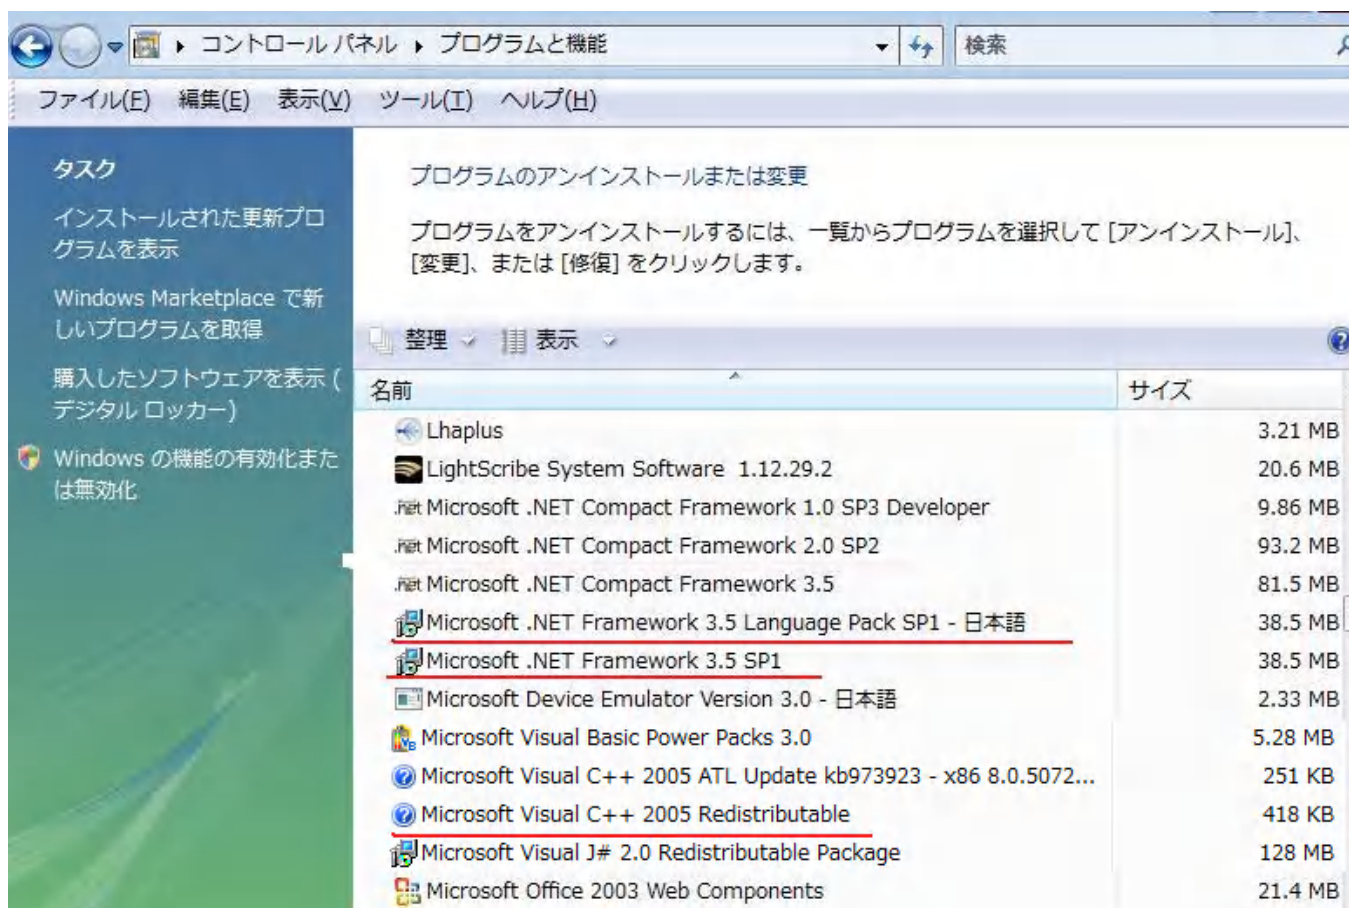 コントロール パネル ▸ プログラムと機能
検索
ファイル(F) 編集(E) 表示(V) ツール(T) ヘルプ(H)
タスク
インストールされた更新プロ
グラムを表示
Windows Marketplace で新
しいプログラムを取得
購入したソフトウェアを表示 (
デジタル ロッカー)
Windows の機能の有効化また
は無効化
プログラムのアンインストールまたは変更
プログラムをアンインストールするには、一覧からプログラムを選択して [アンインストール]、
[変更]、または [修復] をクリックします。
整理 表示
名前 サイズ
Lhaplus 3.21 MB
LightScribe System Software 1.12.29.2 20.6 MB
Microsoft .NET Compact Framework 1.0 SP3 Developer 9.86 MB
Microsoft .NET Compact Framework 2.0 SP2 93.2 MB
Microsoft .NET Compact Framework 3.5 81.5 MB
Microsoft .NET Framework 3.5 Language Pack SP1 - 日本語 38.5 MB
Microsoft .NET Framework 3.5 SP1 38.5 MB
Microsoft Device Emulator Version 3.0 - 日本語 2.33 MB
Microsoft Visual Basic Power Packs 3.0 5.28 MB
Microsoft Visual C++ 2005 ATL Update kb973923 - x86 8.0.5072... 251 KB
Microsoft Visual C++ 2005 Redistributable 418 KB
Microsoft Visual J# 2.0 Redistributable Package 128 MB
Microsoft Office 2003 Web Components 21.4 MB